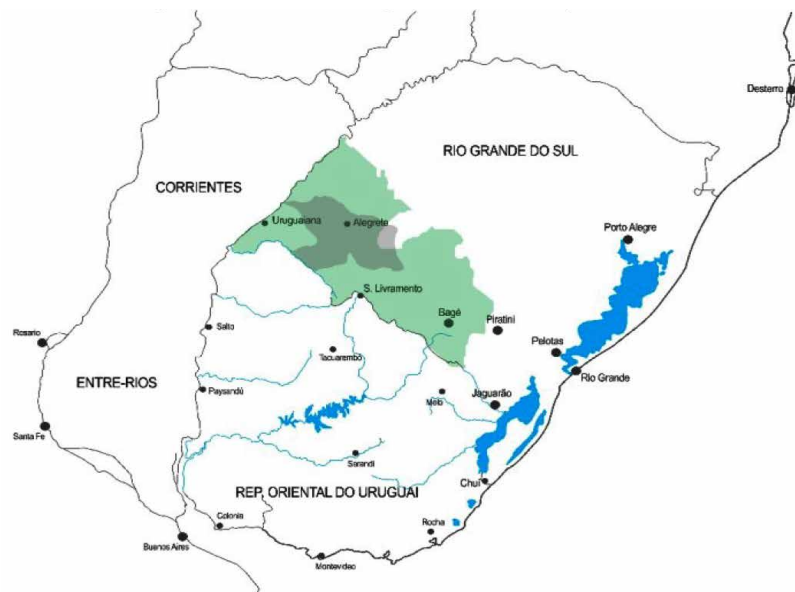 Desterro
RIO GRANDE DO SUL
CORRIENTES
Uruguaiana
Alegrete
Porto Alegre
S. Livramento
Bagé
Piratini
Salto
Rosario
Tacuarembó
Pelotas
Rio Grande
ENTRE-RIOS
Paysandú
Melo
Jaguarão
Santa Fe
Sarandi
Chuí
REP. ORIENTAL DO URUGUAI
Colonia
Rocha
Buenos Aires
Montevideo